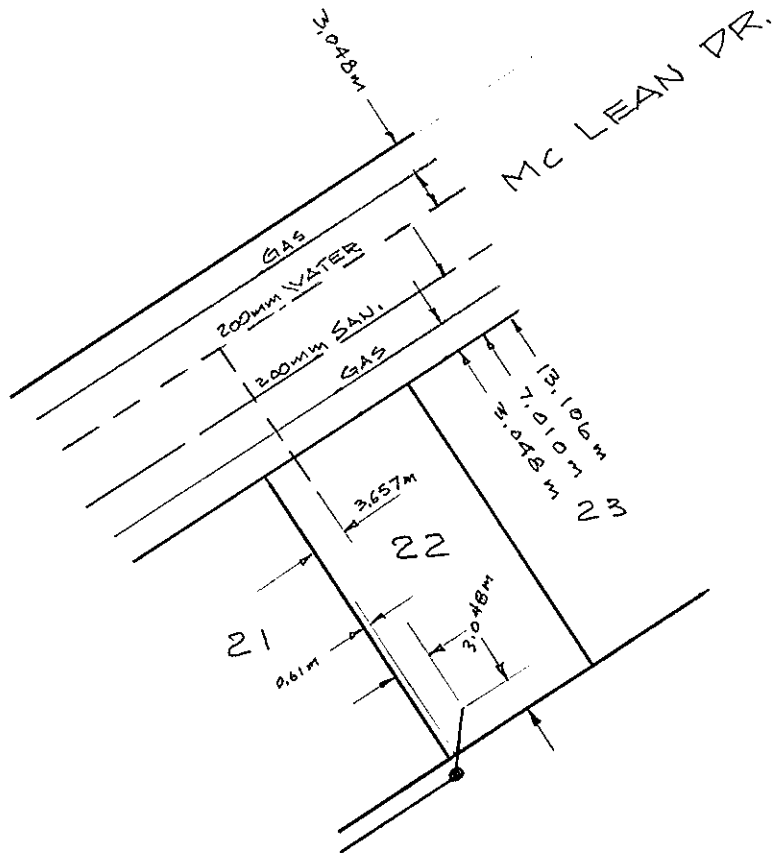 3.048m
MC LEAN DR.
GAS
200mm WATER
200mm SAN.
GAS
13.106m
7.010m
3.048m
23
3.657m
22
21
0.61m
3.048m